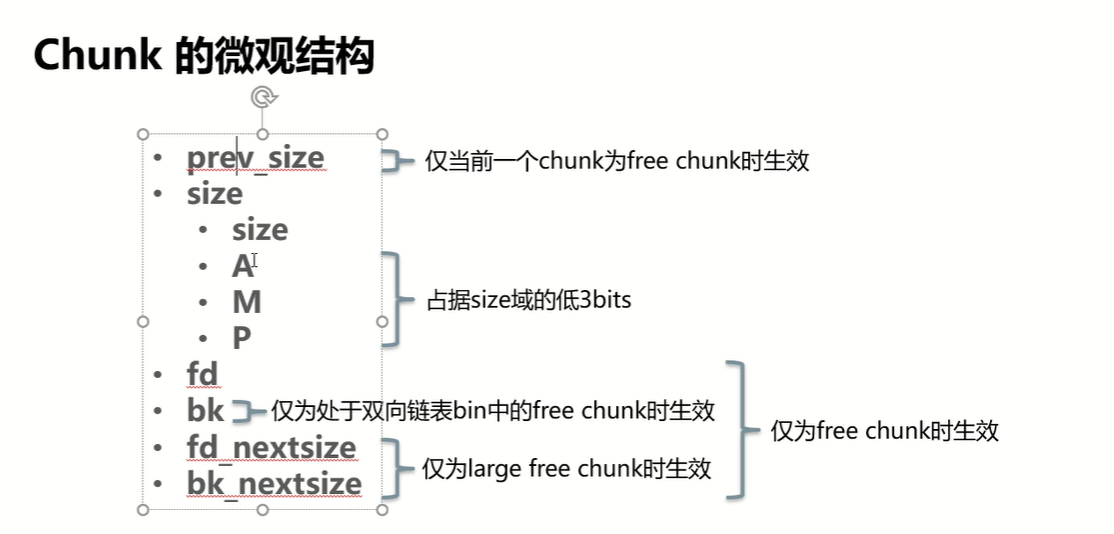 Chunk 的微观结构
• prev_size 仅当前一个chunk为free chunk时生效
• size
• size
• A
• M
• P
占据size域的低3bits
• fd
• bk 仅为处于双向链表bin中的free chunk时生效
• fd_nextsize
• bk_nextsize
仅为large free chunk时生效
仅为free chunk时生效